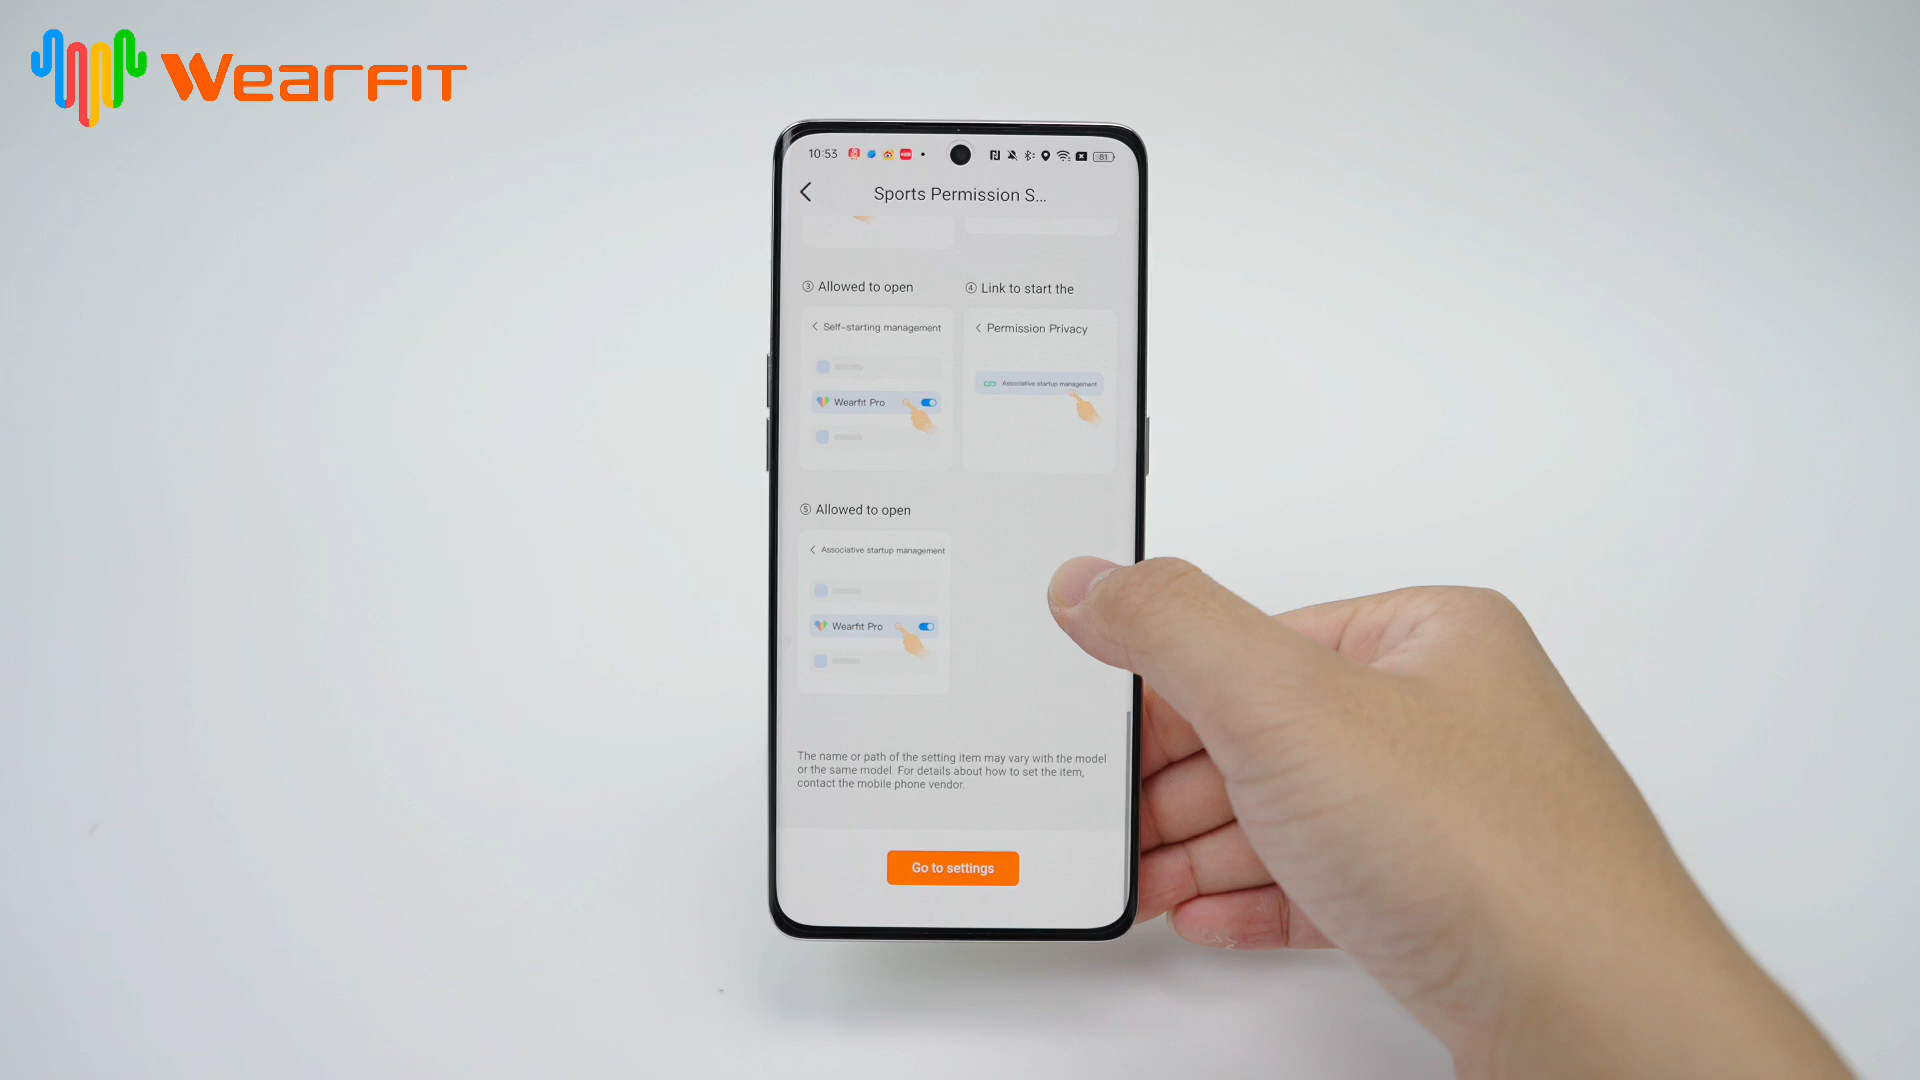 Wearfit
10:53
81
Sports Permission S...
③ Allowed to open
④ Link to start the
Self-starting management
Permission Privacy
Associative startup management
Wearfit Pro
⑤ Allowed to open
Associative startup management
Wearfit Pro
The name or path of the setting item may vary with the model
or the same model. For details about how to set the item,
contact the mobile phone vendor.
Go to settings